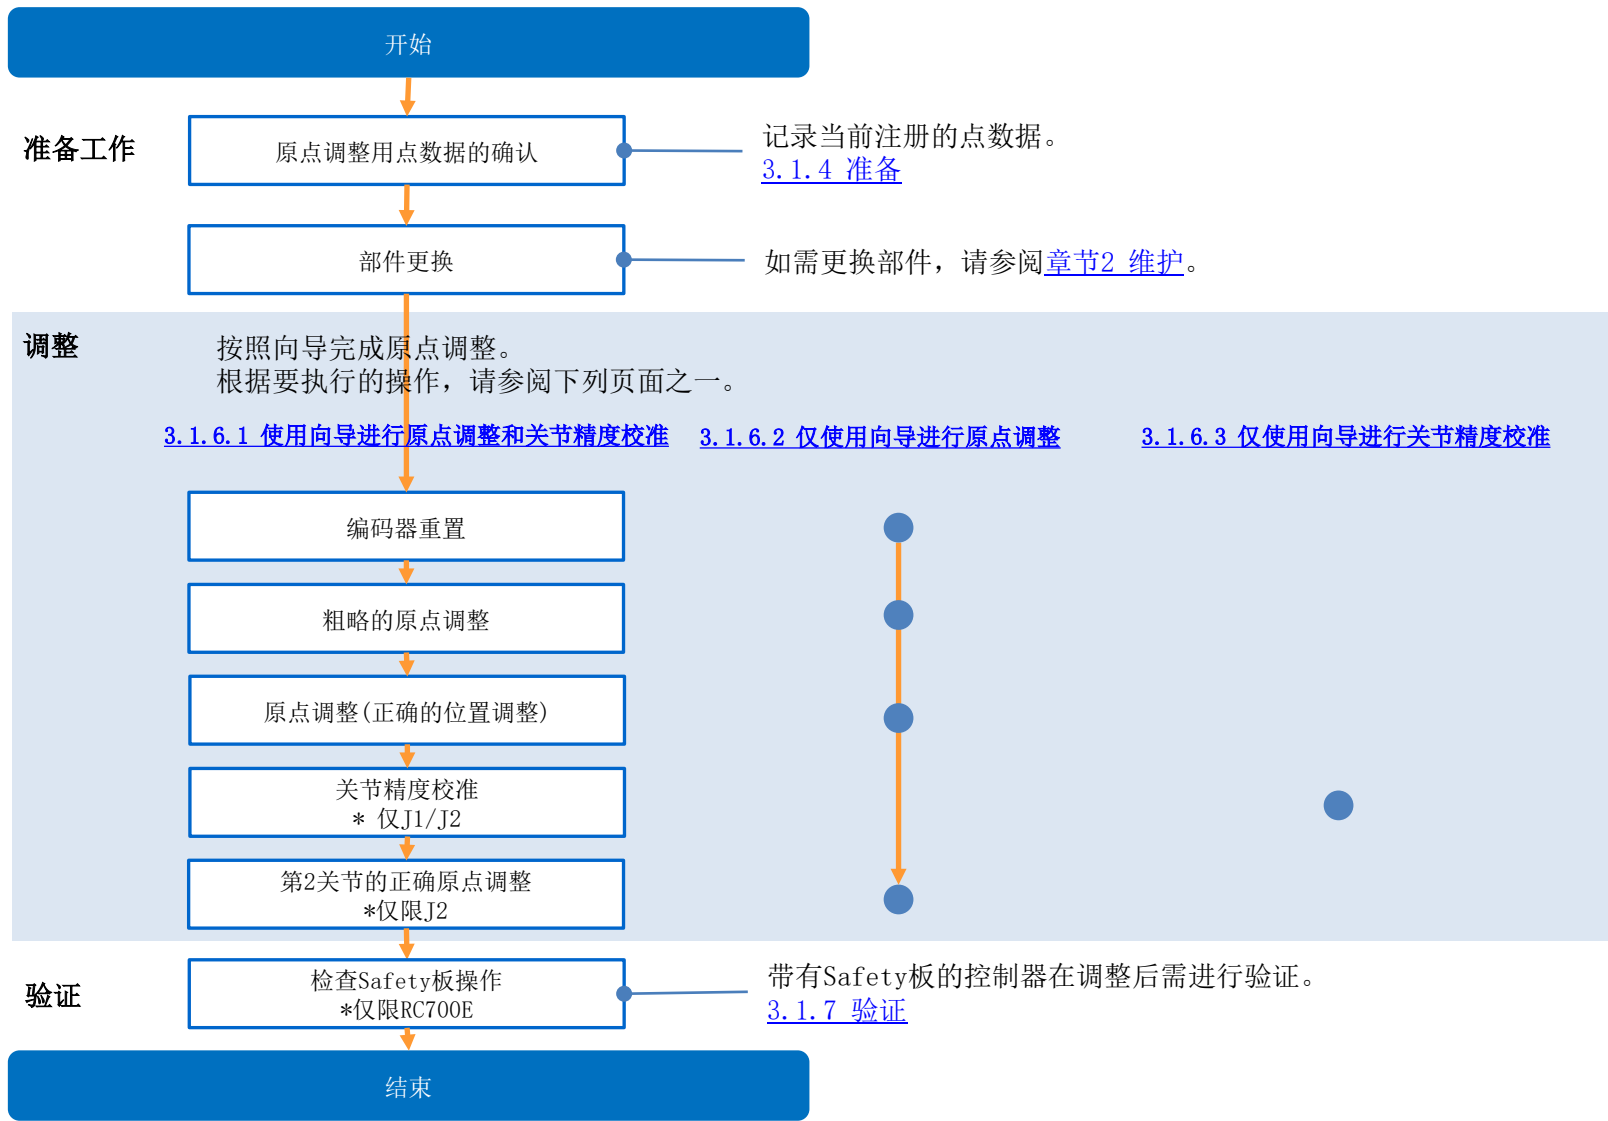 开始
准备工作
原点调整用点数据的确认
记录当前注册的点数据。
3.1.4 准备
部件更换
如需更换部件，请参阅章节2 维护。
调整
按照向导完成原点调整。
根据要执行的操作，请参阅下列页面之一。
3.1.6.1 使用向导进行原点调整和关节精度校准
3.1.6.2 仅使用向导进行原点调整
3.1.6.3 仅使用向导进行关节精度校准
编码器重置
粗略的原点调整
原点调整(正确的位置调整)
关节精度校准
* 仅J1/J2
第2关节的正确原点调整
*仅限J2
验证
检查Safety板操作
*仅限RC700E
带有Safety板的控制器在调整后需进行验证。
3.1.7 验证
结束